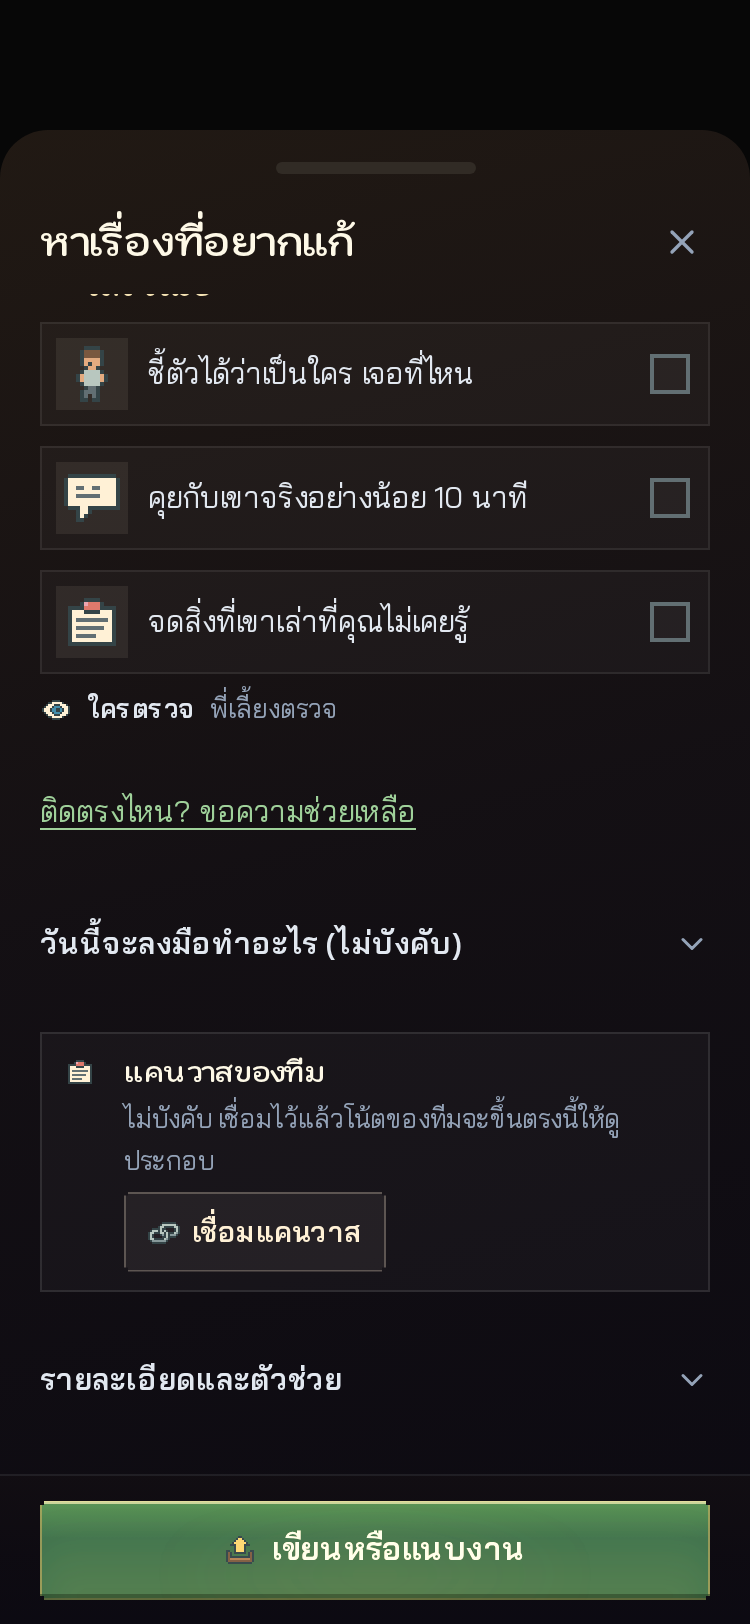 หาเรื่องที่อยากแก้
ชี้ตัวได้ว่าเป็นใคร เจอที่ไหน
คุยกับเขาจริงอย่างน้อย 10 นาที
จดสิ่งที่เขาเล่าที่คุณไม่เคยรู้
ใครตรวจ พี่เลี้ยงตรวจ
ติดตรงไหน? ขอความช่วยเหลือ
วันนี้จะลงมือทำอะไร (ไม่บังคับ)
แคนวาสของทีม
ไม่บังคับ เชื่อมไว้แล้วโน้ตของทีมจะขึ้นตรงนี้ให้ดู
ประกอบ
เชื่อมแคนวาส
รายละเอียดและตัวช่วย
เขียนหรือแนบงาน